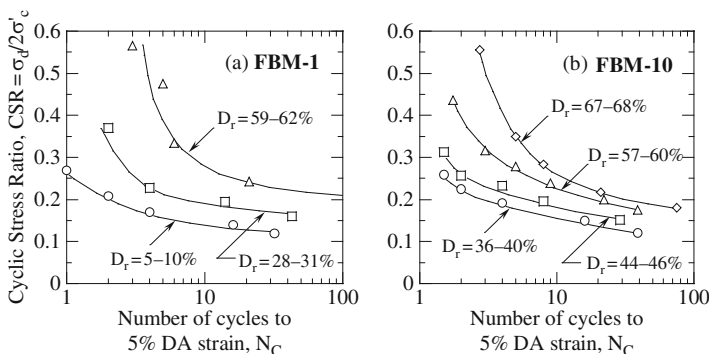 Cyclic Stress Ratio, CSR = σd/2σ'c
0.6
0.5
0.4
0.3
0.2
0.1
0
(a) FBM-1
Dr = 59–62%
Dr = 5–10%
Dr = 28–31%
1
10
100
Number of cycles to
5% DA strain, NC
0.6
0.5
0.4
0.3
0.2
0.1
0
(b) FBM-10
Dr = 67–68%
Dr = 57–60%
Dr = 36–40%
Dr = 44–46%
1
10
100
Number of cycles to
5% DA strain, NC